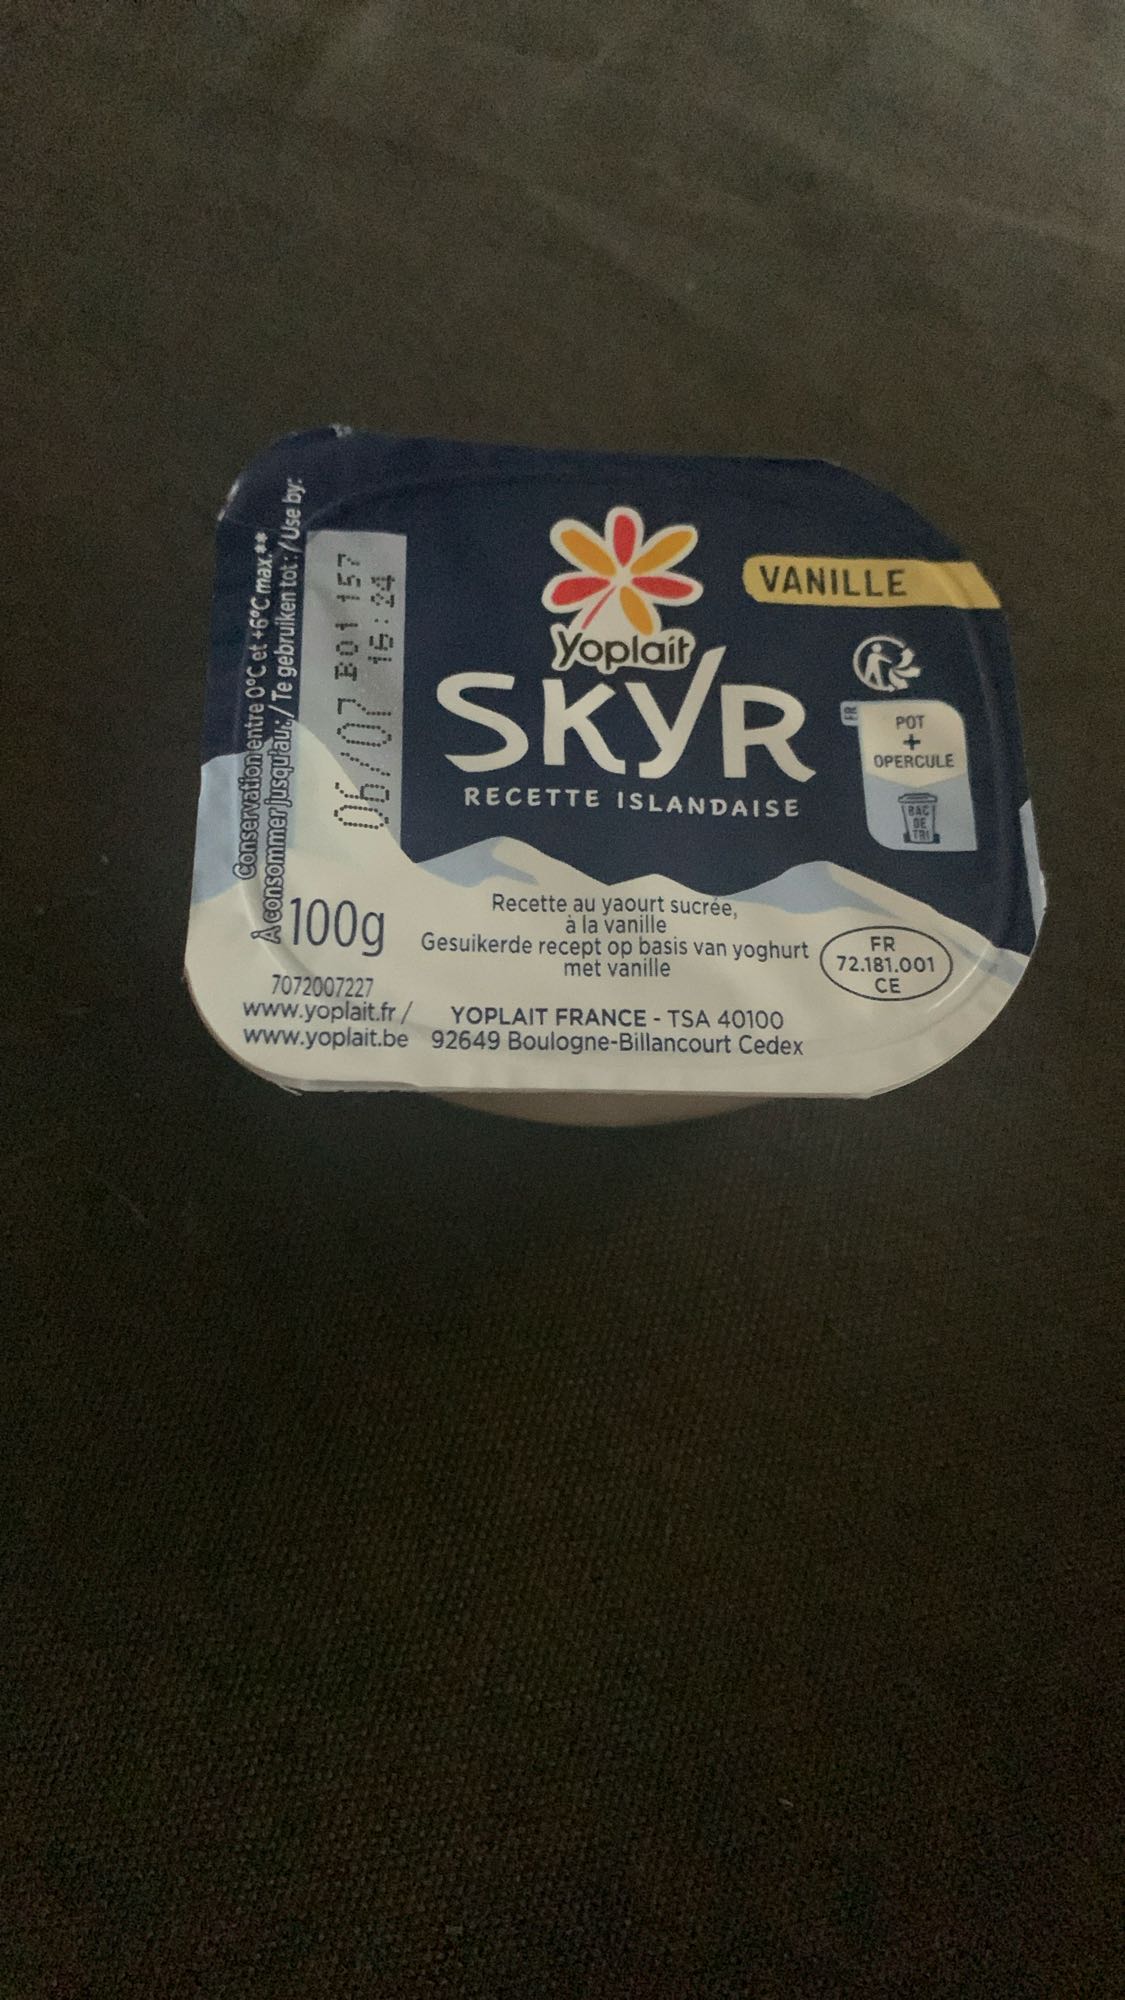 Conservation entre 0°C et +6°C max.**
À consommer jusqu'au:/Te gebruiken tot:/Use by:
06/07 B01 157
16:24
Yoplait
SKYR
RECETTE ISLANDAISE
VANILLE
FR
POT
+
OPERCULE
BAC
DE
TRI
100g
Recette au yaourt sucrée,
à la vanille
Gesuikerde recept op basis van yoghurt
met vanille
FR
72.181.001
CE
7072007227
www.yoplait.fr /
www.yoplait.be
YOPLAIT FRANCE - TSA 40100
92649 Boulogne-Billancourt Cedex